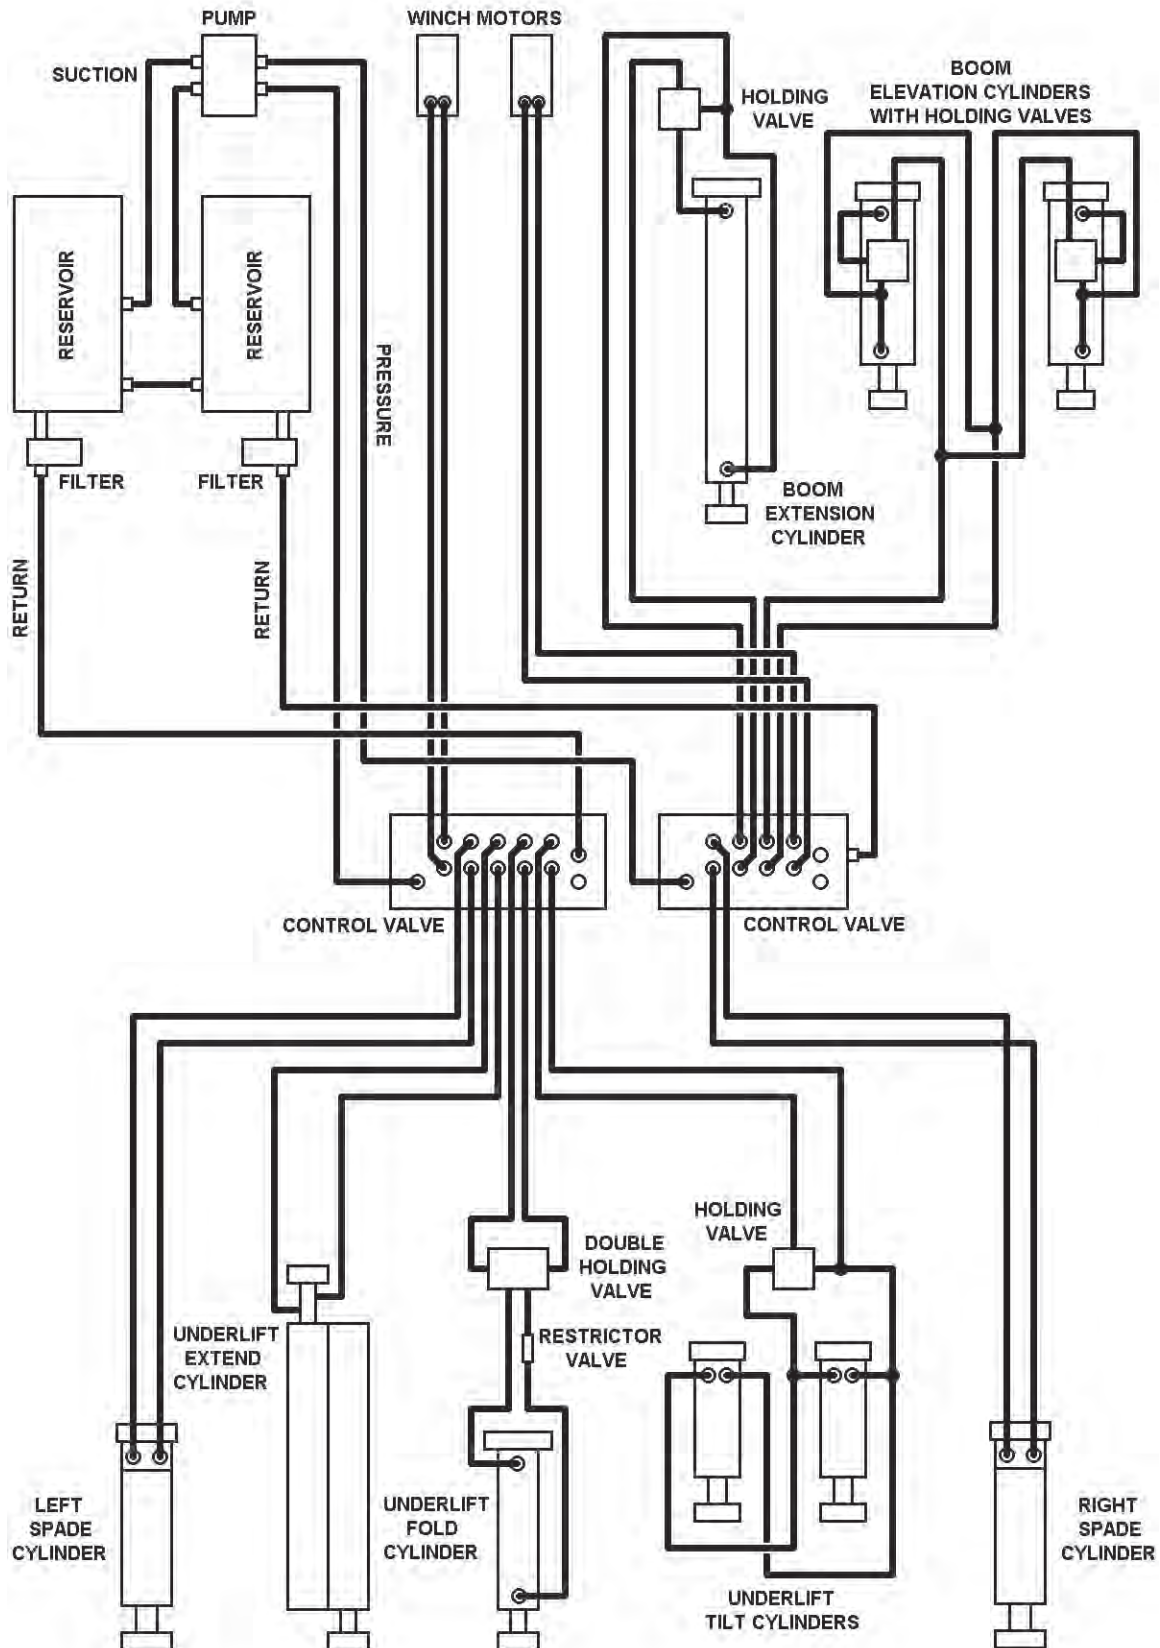 PUMP
WINCH MOTORS
SUCTION
BOOM
ELEVATION CYLINDERS
WITH HOLDING VALVES
HOLDING
VALVE
RESERVOIR
RESERVOIR
PRESSURE
FILTER
FILTER
BOOM
EXTENSION
CYLINDER
RETURN
RETURN
CONTROL VALVE
CONTROL VALVE
HOLDING
VALVE
DOUBLE
HOLDING
VALVE
UNDERLIFT
EXTEND
CYLINDER
RESTRICTOR
VALVE
LEFT
SPADE
CYLINDER
UNDERLIFT
FOLD
CYLINDER
RIGHT
SPADE
CYLINDER
UNDERLIFT
TILT CYLINDERS